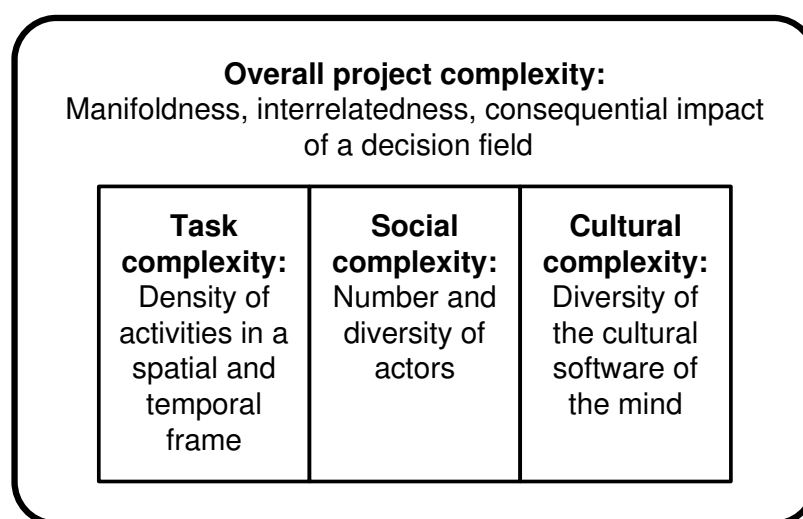 Overall project complexity:
Manifoldness, interrelatedness, consequential impact
of a decision field
Task
complexity:
Density of
activities in a
spatial and
temporal
frame
Social
complexity:
Number and
diversity of
actors
Cultural
complexity:
Diversity of
the cultural
software of
the mind